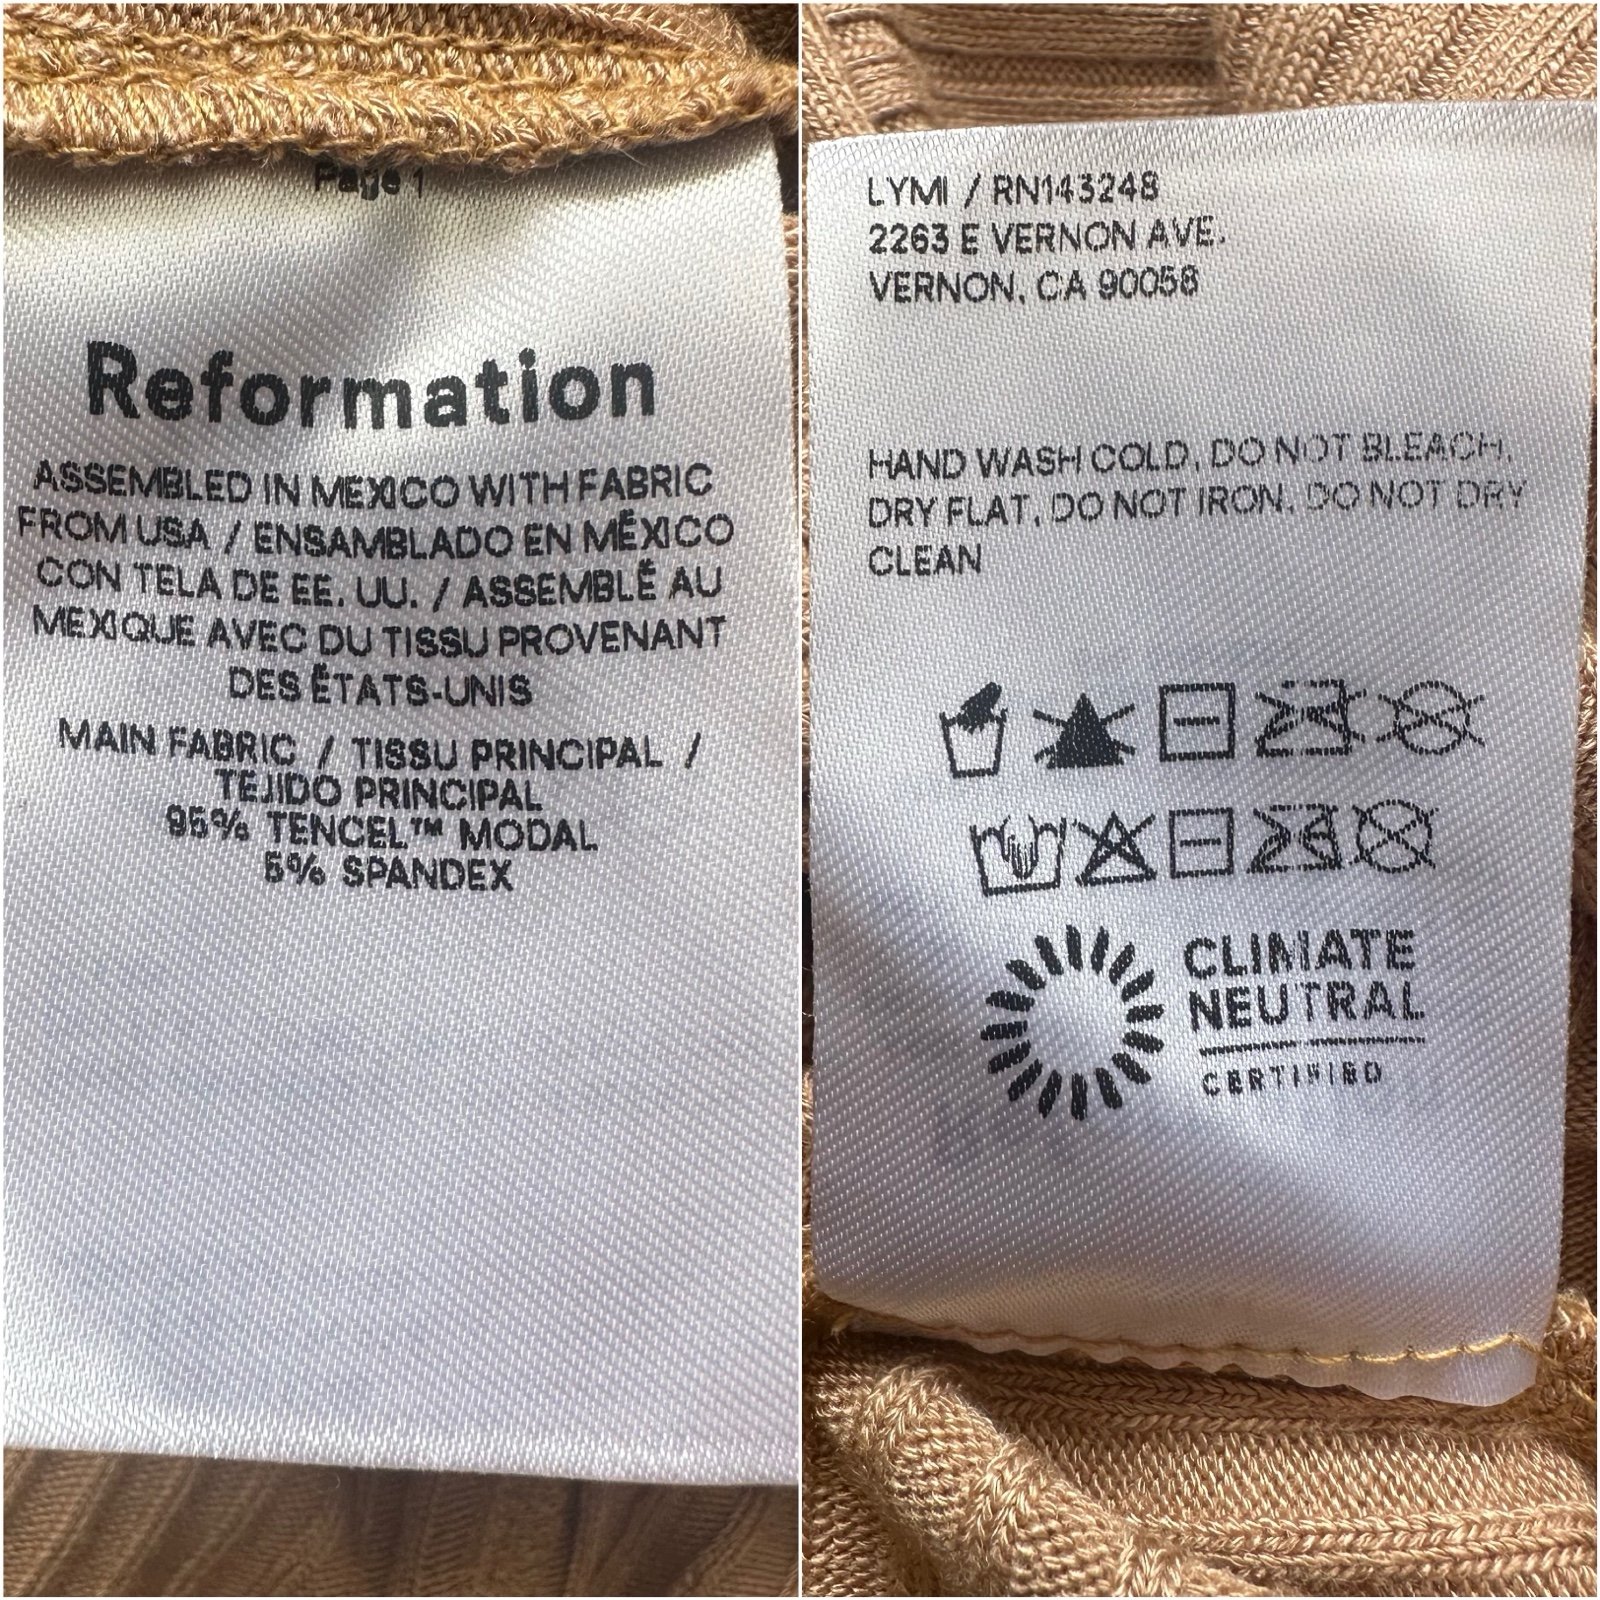 Page 1
Reformation
ASSEMBLED IN MEXICO WITH FABRIC
FROM USA / ENSAMBLADO EN MÉXICO
CON TELA DE EE. UU. / ASSEMBLÉ AU
MEXIQUE AVEC DU TISSU PROVENANT
DES ÉTATS-UNIS
MAIN FABRIC / TISSU PRINCIPAL /
TEJIDO PRINCIPAL
95% TENCEL™ MODAL
5% SPANDEX
LYMI / RN143248
2263 E VERNON AVE.
VERNON, CA 90058
HAND WASH COLD, DO NOT BLEACH,
DRY FLAT, DO NOT IRON, DO NOT DRY
CLEAN
CLIMATE
NEUTRAL
CERTIFIED